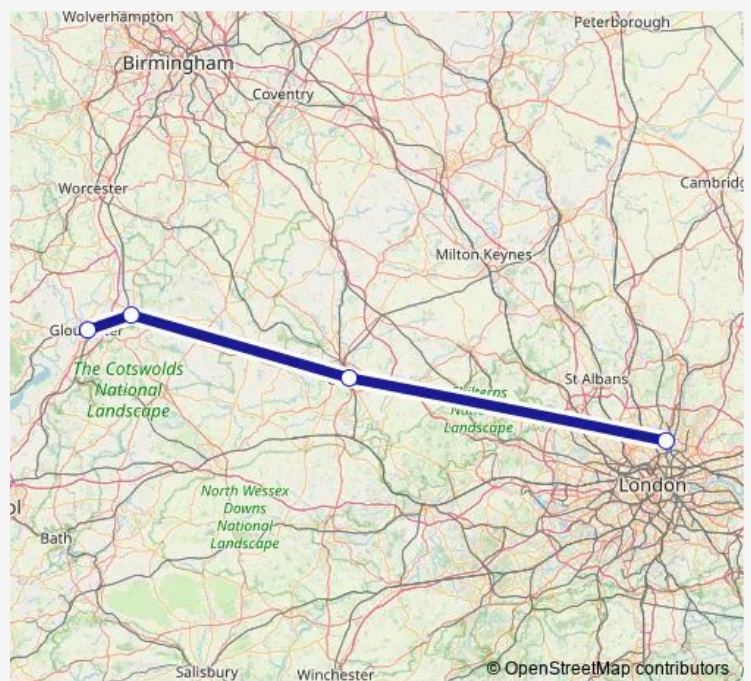 Wolverhampton
Peterborough
Birmingham
Coventry
Worcester
Milton Keynes
The Cotswolds
National
Landscape
St Albans
Landscape
London
North Wessex
Downs
National
Landscape
Bath
Salisbury
Winchester
© OpenStreetMap contributors